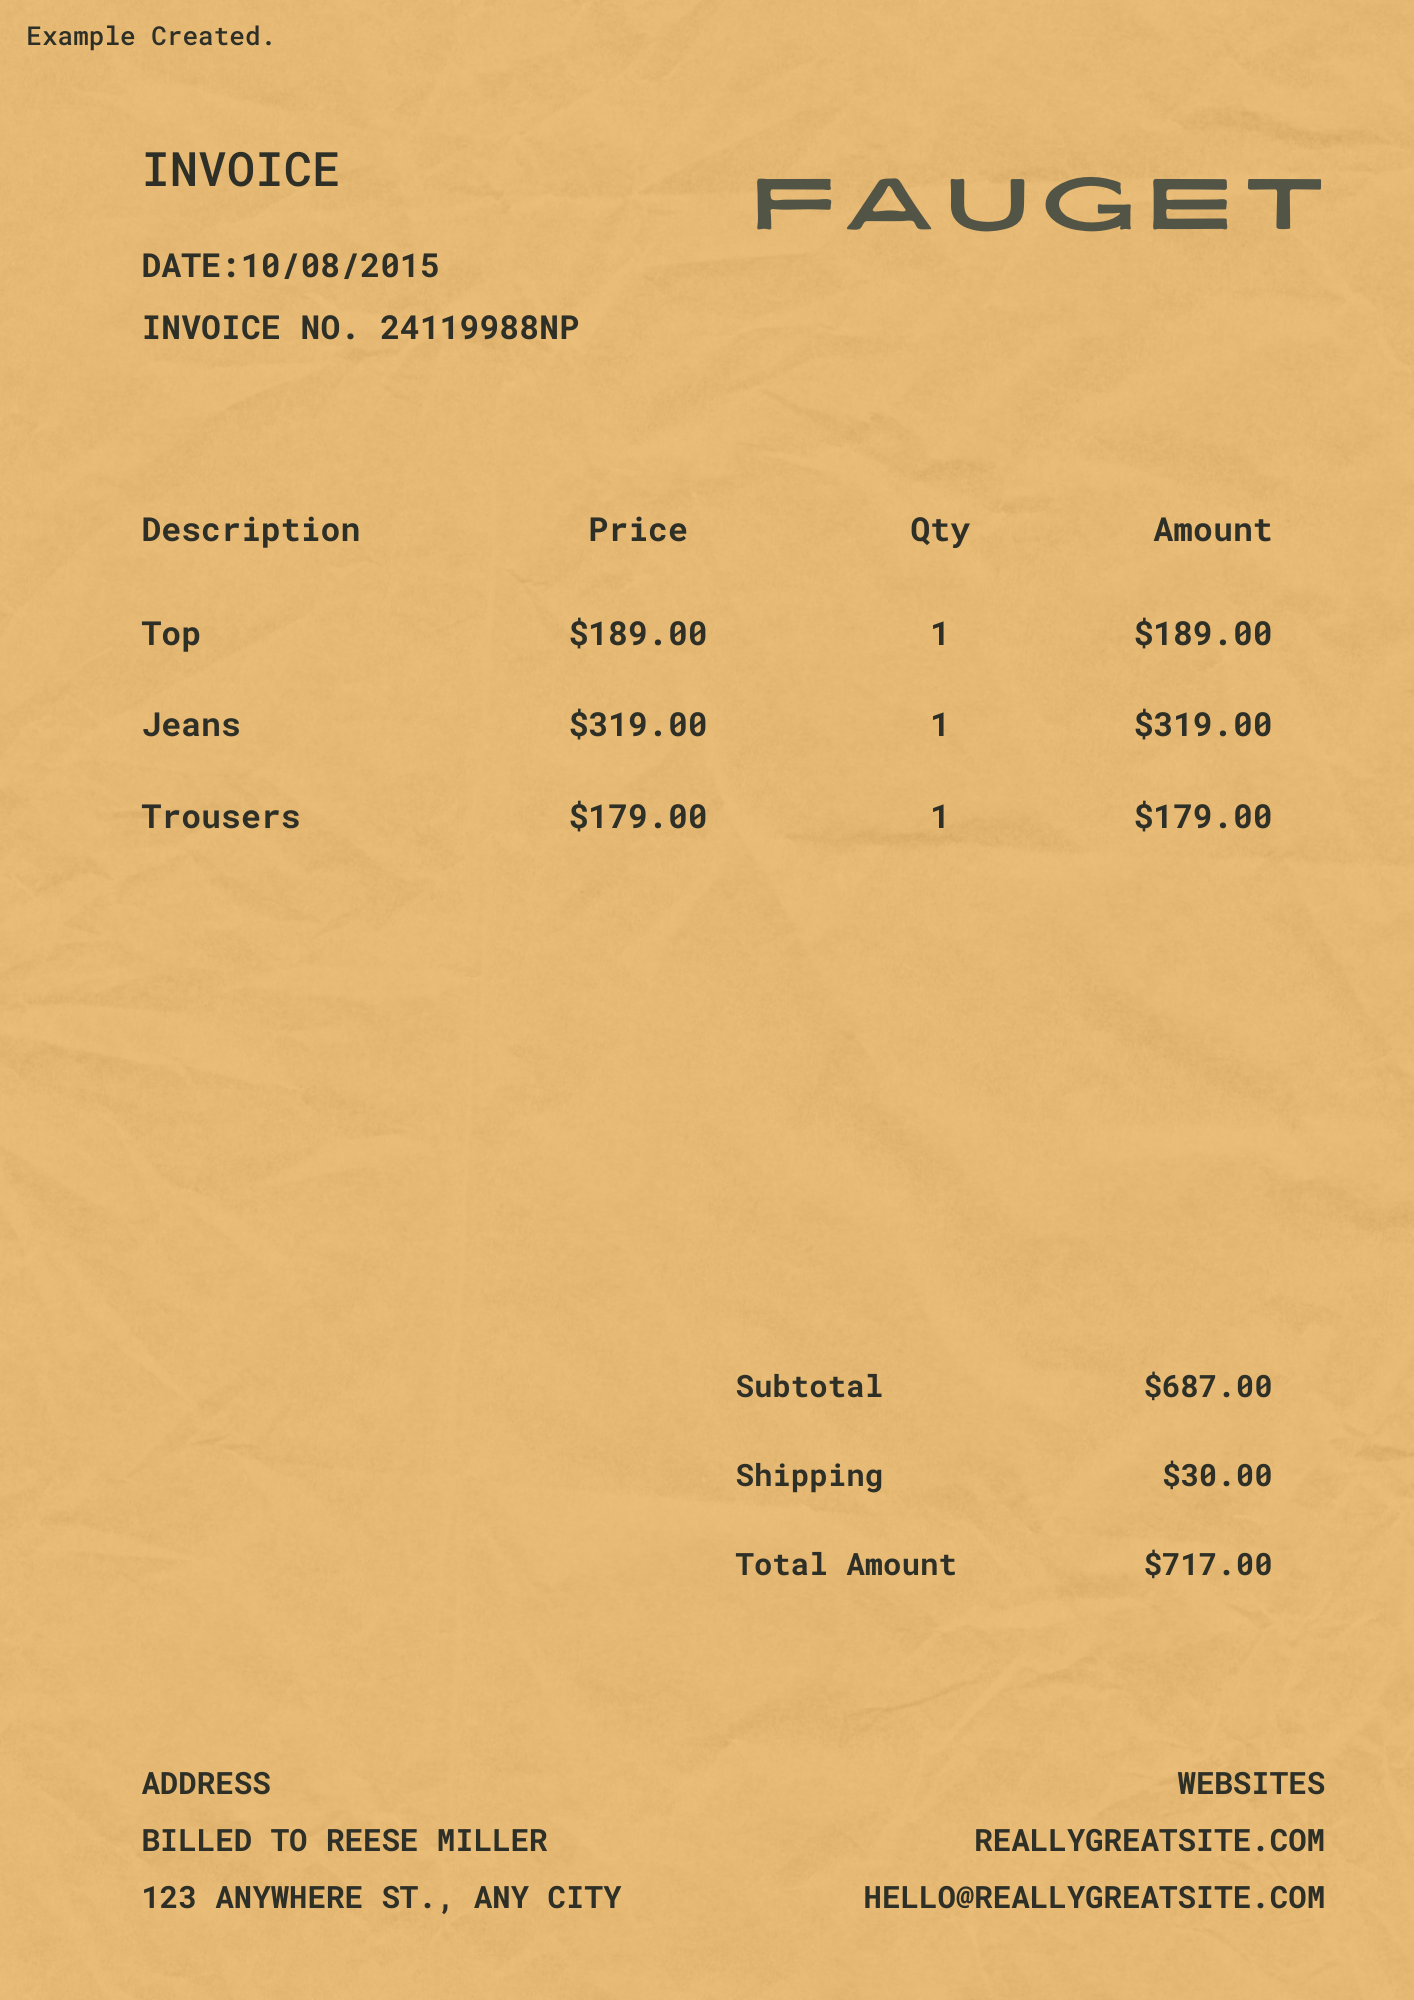 Example Created.
INVOICE
FAUGET
DATE:10/08/2015
INVOICE NO. 24119988NP
Description Price Qty Amount
Top $189.00 1 $189.00
Jeans $319.00 1 $319.00
Trousers $179.00 1 $179.00
Subtotal $687.00
Shipping $30.00
Total Amount $717.00
ADDRESS WEBSITES
BILLED TO REESE MILLER REALLYGREATSITE.COM
123 ANYWHERE ST., ANY CITY HELLO@REALLYGREATSITE.COM